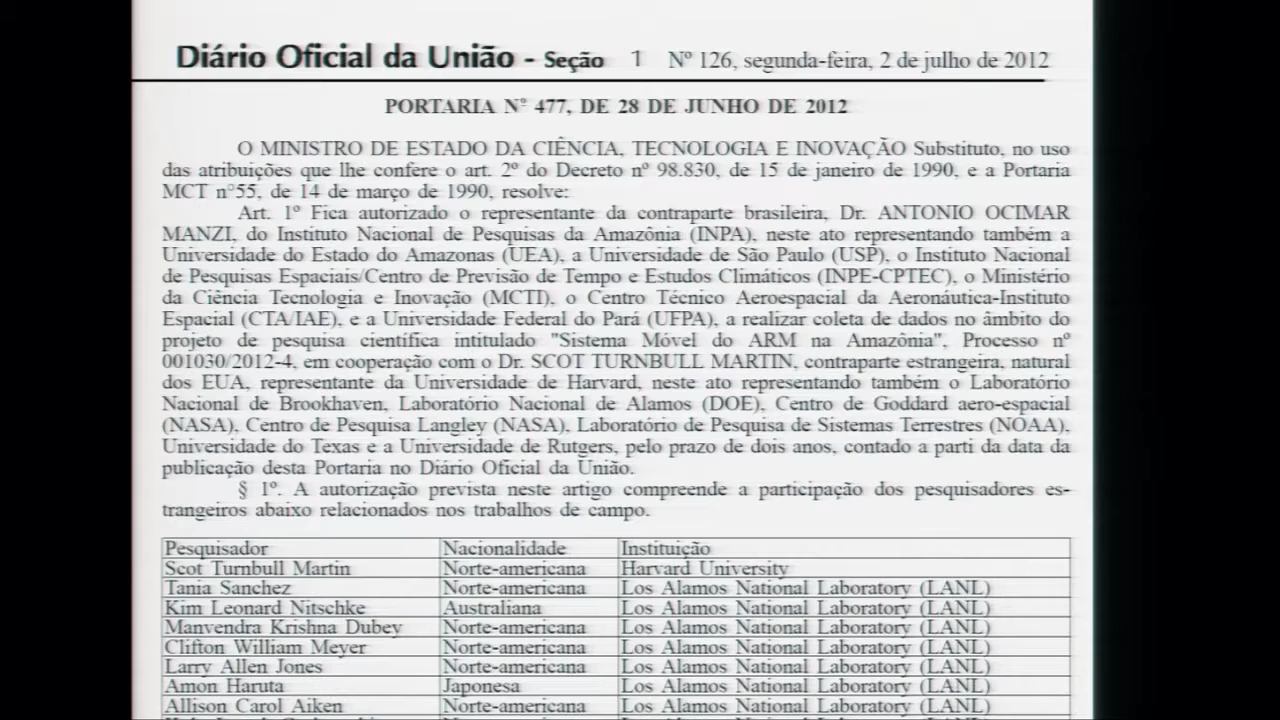 Diário Oficial da União - Seção 1 Nº 126, segunda-feira, 2 de julho de 2012
PORTARIA Nº 477, DE 28 DE JUNHO DE 2012
O MINISTRO DE ESTADO DA CIÊNCIA, TECNOLOGIA E INOVAÇÃO Substituto, no uso
das atribuições que lhe confere o art. 2º do Decreto nº 98.830, de 15 de janeiro de 1990, e a Portaria
MCT nº55, de 14 de março de 1990, resolve:
Art. 1º Fica autorizado o representante da contraparte brasileira, Dr. ANTONIO OCIMAR
MANZI, do Instituto Nacional de Pesquisas da Amazônia (INPA), neste ato representando também a
Universidade do Estado do Amazonas (UEA), a Universidade de São Paulo (USP), o Instituto Nacional
de Pesquisas Espaciais/Centro de Previsão de Tempo e Estudos Climáticos (INPE-CPTEC), o Ministério
da Ciência Tecnologia e Inovação (MCTI), o Centro Técnico Aeroespacial da Aeronáutica-Instituto
Espacial (CTA/IAE), e a Universidade Federal do Pará (UFPA), a realizar coleta de dados no âmbito do
projeto de pesquisa científica intitulado "Sistema Móvel do ARM na Amazônia", Processo nº
001030/2012-4, em cooperação com o Dr. SCOT TURNBULL MARTIN, contraparte estrangeira, natural
dos EUA, representante da Universidade de Harvard, neste ato representando também o Laboratório
Nacional de Brookhaven, Laboratório Nacional de Alamos (DOE), Centro de Goddard aero-espacial
(NASA), Centro de Pesquisa Langley (NASA), Laboratório de Pesquisa de Sistemas Terrestres (NOAA),
Universidade do Texas e a Universidade de Rutgers, pelo prazo de dois anos, contado a parti da data da
publicação desta Portaria no Diário Oficial da União.
§ 1º. A autorização prevista neste artigo compreende a participação dos pesquisadores es-
trangeiros abaixo relacionados nos trabalhos de campo.
Pesquisador Nacionalidade Instituição
Scot Turnbull Martin Norte-americana Harvard University
Tania Sanchez Norte-americana Los Alamos National Laboratory (LANL)
Kim Leonard Nitschke Australiana Los Alamos National Laboratory (LANL)
Manvendra Krishna Dubey Norte-americana Los Alamos National Laboratory (LANL)
Clifton William Meyer Norte-americana Los Alamos National Laboratory (LANL)
Larry Allen Jones Norte-americana Los Alamos National Laboratory (LANL)
Amon Haruta Japonesa Los Alamos National Laboratory (LANL)
Allison Carol Aiken Norte-americana Los Alamos National Laboratory (LANL)